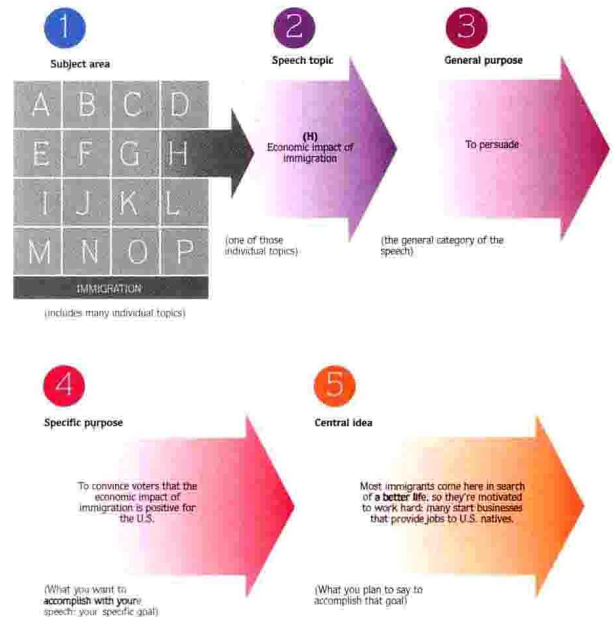 1
Subject area
A B C D
E F G H
I J K L
M N O P
IMMIGRATION
(includes many individual topics)
2
Speech topic
(H)
Economic impact of
immigration
(one of those
individual topics)
3
General purpose
To persuade
(the general category of the
speech)
4
Specific purpose
To convince voters that the
economic impact of
immigration is positive for
the U.S.
(What you want to
accomplish with your
speech: your specific goal)
5
Central idea
Most immigrants come here in search
of a better life, so they're motivated
to work hard; many start businesses
that provide jobs to U.S. natives.
(What you plan to say to
accomplish that goal)